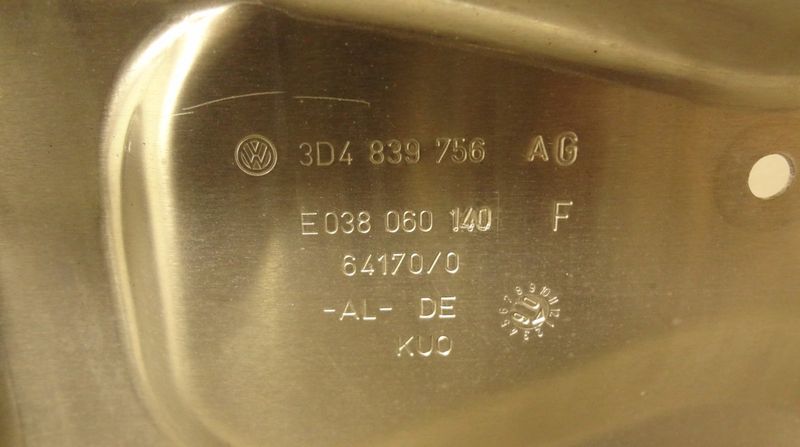 3D4 839 756 AG
E038 060 140 F
64170/0
-AL- DE
KUO